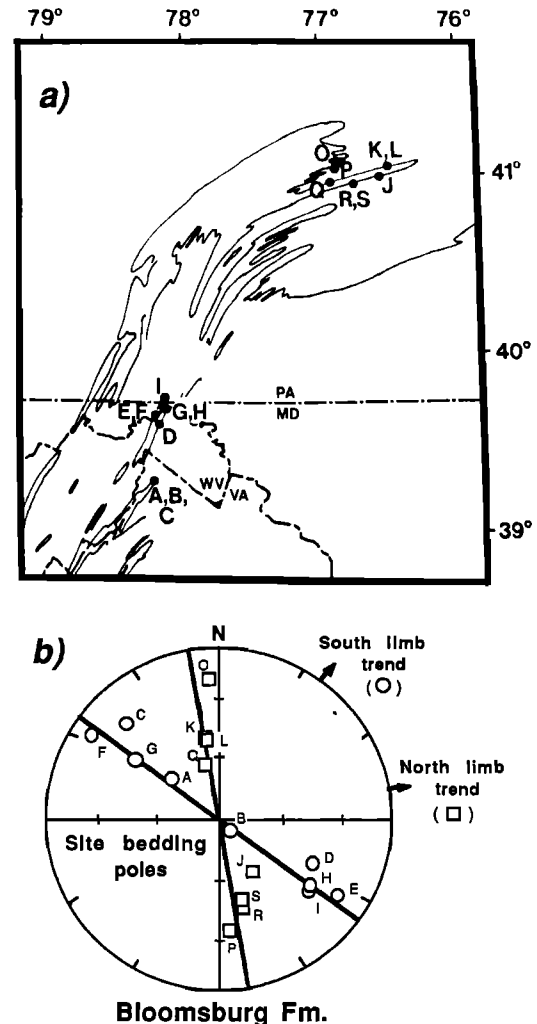 79° 78° 77° 76°
a)
O
P
K,L
41°
Q
R,S
J
40°
I
PA
E,F
G,H
MD
D
WV
VA
A,B,
C
39°
b)
N
South limb
trend
(○)
O
C
K
L
F
G
Q
A
North limb
trend
(□)
B
Site bedding
poles
J
D
H
S
E
R
I
P
Bloomsburg Fm.